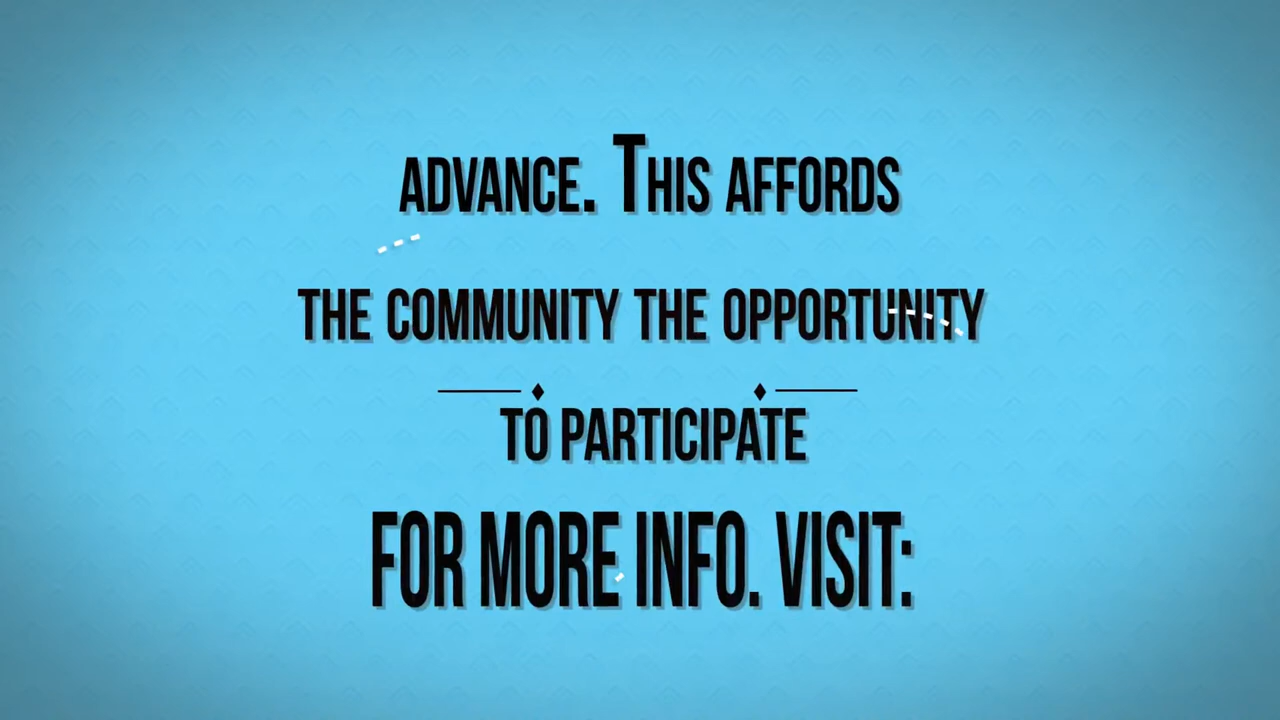 ADVANCE. THIS AFFORDS
THE COMMUNITY THE OPPORTUNITY
TO PARTICIPATE
FOR MORE INFO. VISIT: